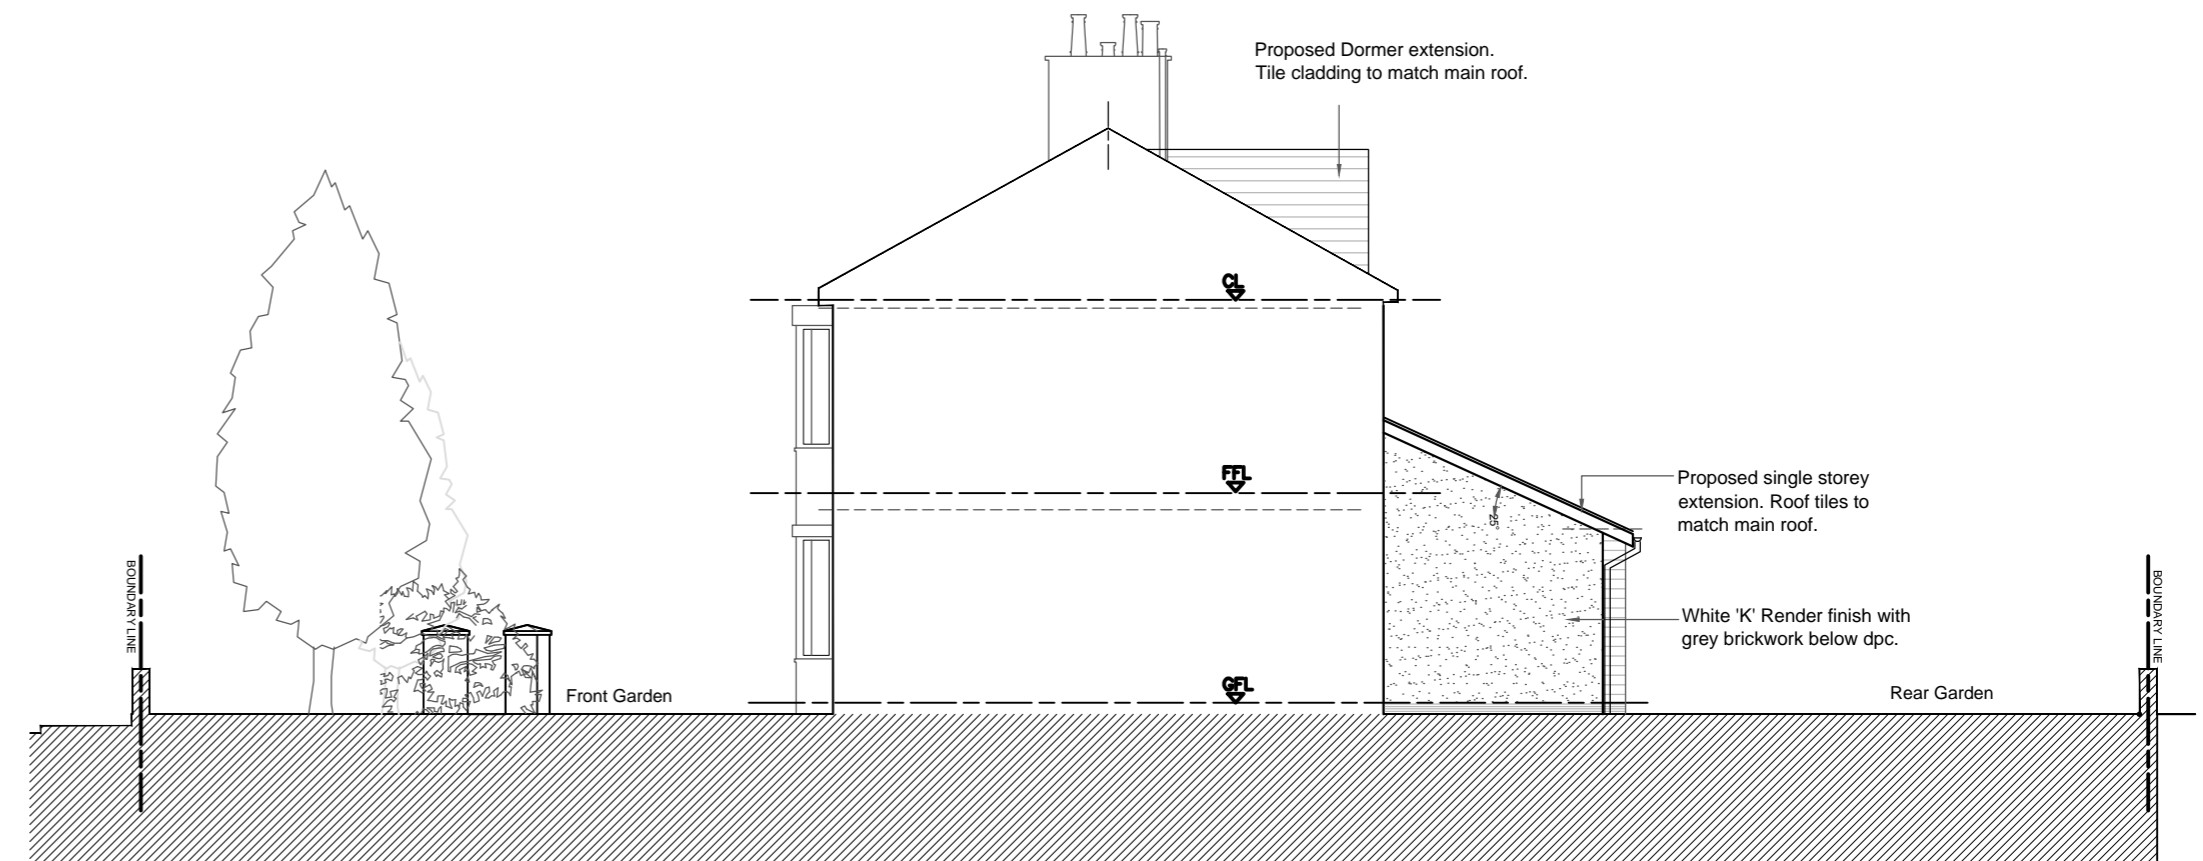 Proposed Dormer extension.
Tile cladding to match main roof.
CL
FFL
25°
Proposed single storey
extension. Roof tiles to
match main roof.
BOUNDARY LINE
BOUNDARY LINE
White 'K' Render finish with
grey brickwork below dpc.
GFL
Front Garden
Rear Garden